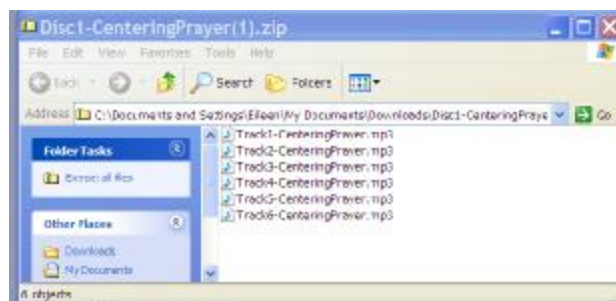 Disc1-CenteringPrayer(1).zip
File Edit View Favorites Tools Help
Back Search Folders
Address C:\Documents and Settings\Eileen\My Documents\Downloads\Disc1-CenteringPraye Go
Folder Tasks
Extract all files
Other Places
Downloads
My Documents
Track1-CenteringPrayer.mp3
Track2-CenteringPrayer.mp3
Track3-CenteringPrayer.mp3
Track4-CenteringPrayer.mp3
Track5-CenteringPrayer.mp3
Track6-CenteringPrayer.mp3
6 objects